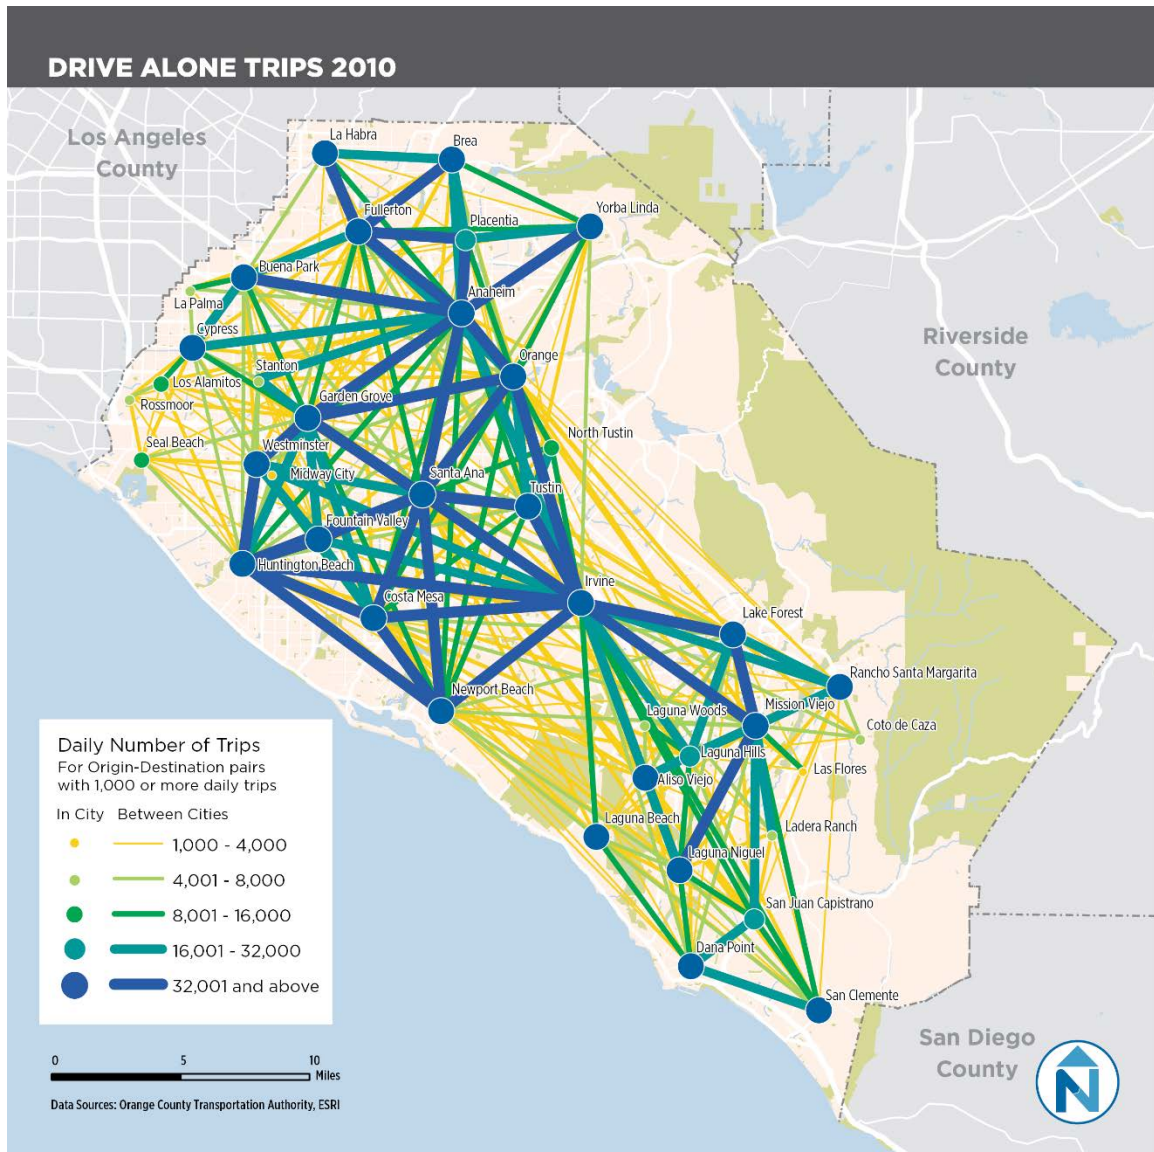 DRIVE ALONE TRIPS 2010
Los Angeles
County
La Habra
Brea
Fullerton
Placentia
Yorba Linda
Buena Park
La Palma
Anaheim
Cypress
Riverside
County
Orange
Stanton
Los Alamitos
Garden Grove
Rossmoor
North Tustin
Seal Beach
Westminster
Midway City
Santa Ana
Tustin
Fountain Valley
Huntington Beach
Irvine
Costa Mesa
Lake Forest
Rancho Santa Margarita
Newport Beach
Mission Viejo
Laguna Woods
Coto de Caza
Laguna Hills
Las Flores
Aliso Viejo
Laguna Beach
Ladera Ranch
Laguna Niguel
San Juan Capistrano
Dana Point
San Clemente
San Diego
County
Daily Number of Trips
For Origin-Destination pairs
with 1,000 or more daily trips
In City Between Cities
1,000 - 4,000
4,001 - 8,000
8,001 - 16,000
16,001 - 32,000
32,001 and above
0 5 10
Miles
Data Sources: Orange County Transportation Authority, ESRI
N